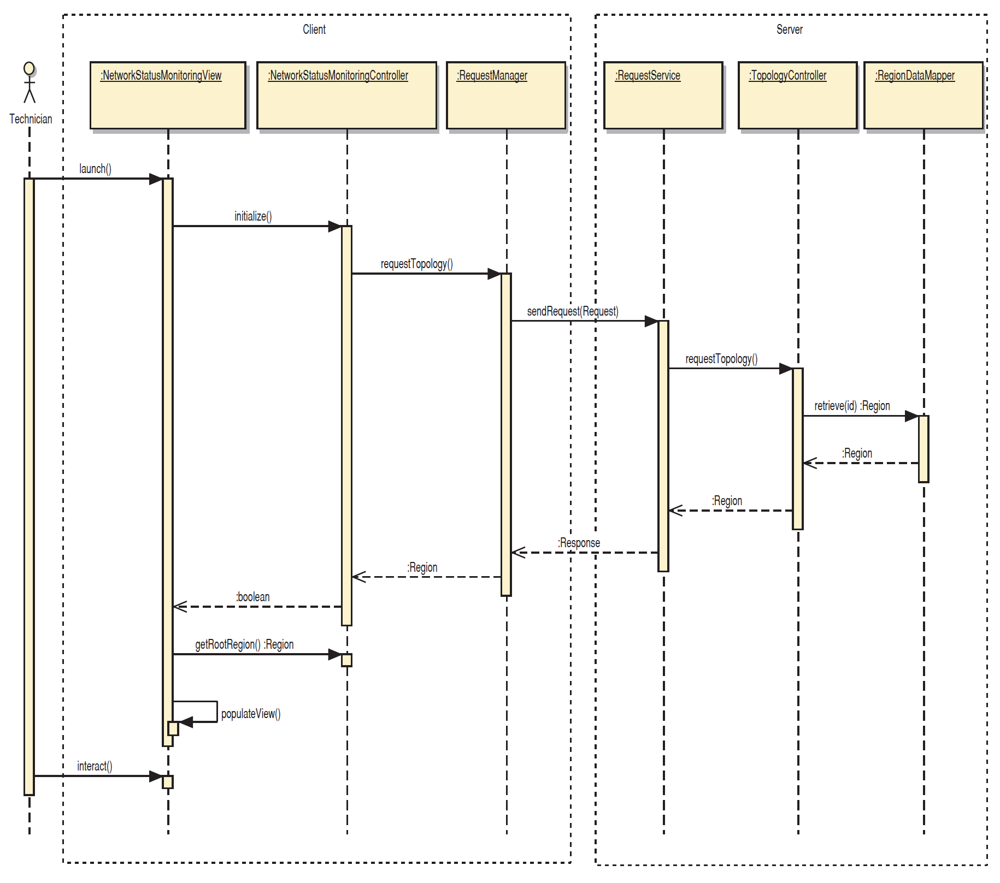 Client
Server
:NetworkStatusMonitoringView
:NetworkStatusMonitoringController
:RequestManager
:RequestService
:TopologyController
:RegionDataMapper
Technician
launch()
initialize()
requestTopology()
sendRequest(Request)
requestTopology()
retrieve(id) :Region
:Region
:Region
:Response
:Region
:boolean
getRootRegion() :Region
populateView()
interact()